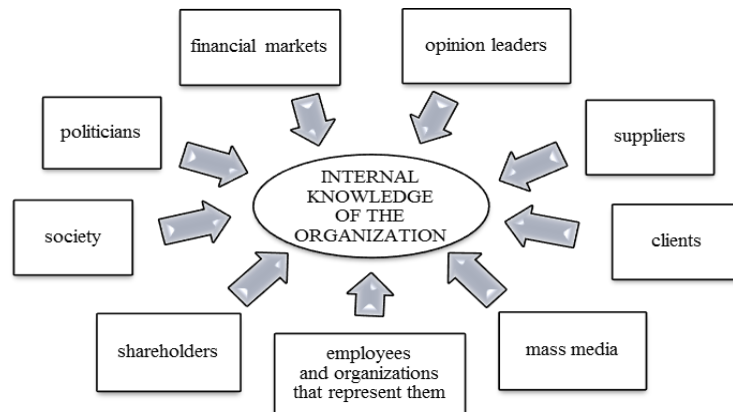 financial markets
opinion leaders
politicians
suppliers
INTERNAL
KNOWLEDGE
OF THE
ORGANIZATION
society
clients
shareholders
employees
and organizations
that represent them
mass media